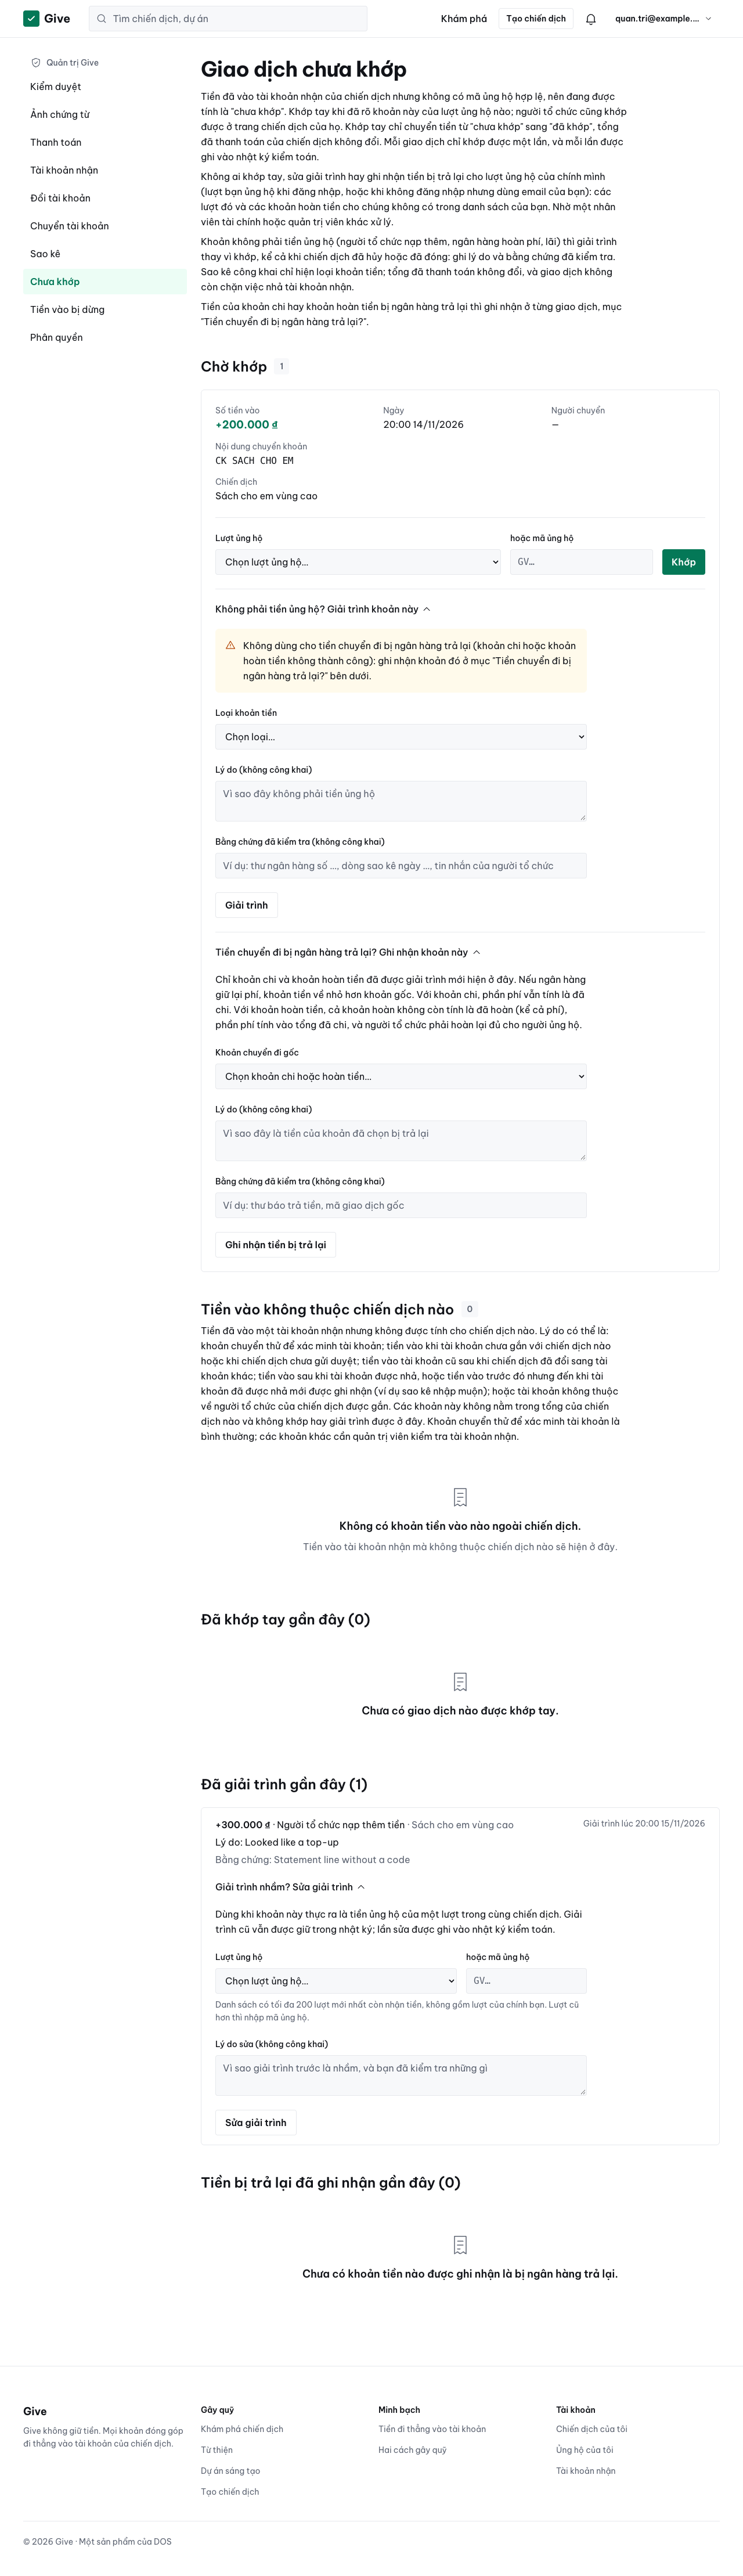 Give
Tìm chiến dịch, dự án
Khám phá
Tạo chiến dịch
quan.tri@example.…
Quản trị Give
Kiểm duyệt
Ảnh chứng từ
Thanh toán
Tài khoản nhận
Đổi tài khoản
Chuyển tài khoản
Sao kê
Chưa khớp
Tiền vào bị dừng
Phân quyền
Giao dịch chưa khớp
Tiền đã vào tài khoản nhận của chiến dịch nhưng không có mã ủng hộ hợp lệ, nên đang được
tính là "chưa khớp". Khớp tay khi đã rõ khoản này của lượt ủng hộ nào; người tổ chức cũng khớp
được ở trang chiến dịch của họ. Khớp tay chỉ chuyển tiền từ "chưa khớp" sang "đã khớp", tổng
đã thanh toán của chiến dịch không đổi. Mỗi giao dịch chỉ khớp được một lần, và mỗi lần được
ghi vào nhật ký kiểm toán.
Không ai khớp tay, sửa giải trình hay ghi nhận tiền bị trả lại cho lượt ủng hộ của chính mình
(lượt bạn ủng hộ khi đăng nhập, hoặc khi không đăng nhập nhưng dùng email của bạn): các
lượt đó và các khoản hoàn tiền cho chúng không có trong danh sách của bạn. Nhờ một nhân
viên tài chính hoặc quản trị viên khác xử lý.
Khoản không phải tiền ủng hộ (người tổ chức nạp thêm, ngân hàng hoàn phí, lãi) thì giải trình
thay vì khớp, kể cả khi chiến dịch đã hủy hoặc đã đóng: ghi lý do và bằng chứng đã kiểm tra.
Sao kê công khai chỉ hiện loại khoản tiền; tổng đã thanh toán không đổi, và giao dịch không
còn chặn việc nhả tài khoản nhận.
Tiền của khoản chi hay khoản hoàn tiền bị ngân hàng trả lại thì ghi nhận ở từng giao dịch, mục
"Tiền chuyển đi bị ngân hàng trả lại?".
Chờ khớp 1
Số tiền vào
+200.000 ₫
Ngày
20:00 14/11/2026
Người chuyển
—
Nội dung chuyển khoản
CK SACH CHO EM
Chiến dịch
Sách cho em vùng cao
Lượt ủng hộ
Chọn lượt ủng hộ…
hoặc mã ủng hộ
GV…
Khớp
Không phải tiền ủng hộ? Giải trình khoản này
Không dùng cho tiền chuyển đi bị ngân hàng trả lại (khoản chi hoặc khoản
hoàn tiền không thành công): ghi nhận khoản đó ở mục "Tiền chuyển đi bị
ngân hàng trả lại?" bên dưới.
Loại khoản tiền
Chọn loại…
Lý do (không công khai)
Vì sao đây không phải tiền ủng hộ
Bằng chứng đã kiểm tra (không công khai)
Ví dụ: thư ngân hàng số …, dòng sao kê ngày …, tin nhắn của người tổ chức
Giải trình
Tiền chuyển đi bị ngân hàng trả lại? Ghi nhận khoản này
Chỉ khoản chi và khoản hoàn tiền đã được giải trình mới hiện ở đây. Nếu ngân hàng
giữ lại phí, khoản tiền về nhỏ hơn khoản gốc. Với khoản chi, phần phí vẫn tính là đã
chi. Với khoản hoàn tiền, cả khoản hoàn không còn tính là đã hoàn (kể cả phí),
phần phí tính vào tổng đã chi, và người tổ chức phải hoàn lại đủ cho người ủng hộ.
Khoản chuyển đi gốc
Chọn khoản chi hoặc hoàn tiền…
Lý do (không công khai)
Vì sao đây là tiền của khoản đã chọn bị trả lại
Bằng chứng đã kiểm tra (không công khai)
Ví dụ: thư báo trả tiền, mã giao dịch gốc
Ghi nhận tiền bị trả lại
Tiền vào không thuộc chiến dịch nào 0
Tiền đã vào một tài khoản nhận nhưng không được tính cho chiến dịch nào. Lý do có thể là:
khoản chuyển thử để xác minh tài khoản; tiền vào khi tài khoản chưa gắn với chiến dịch nào
hoặc khi chiến dịch chưa gửi duyệt; tiền vào tài khoản cũ sau khi chiến dịch đã đổi sang tài
khoản khác; tiền vào sau khi tài khoản được nhả, hoặc tiền vào trước đó nhưng đến khi tài
khoản đã được nhả mới được ghi nhận (ví dụ sao kê nhập muộn); hoặc tài khoản không thuộc
về người tổ chức của chiến dịch được gắn. Các khoản này không nằm trong tổng của chiến
dịch nào và không khớp hay giải trình được ở đây. Khoản chuyển thử để xác minh tài khoản là
bình thường; các khoản khác cần quản trị viên kiểm tra tài khoản nhận.
Không có khoản tiền vào nào ngoài chiến dịch.
Tiền vào tài khoản nhận mà không thuộc chiến dịch nào sẽ hiện ở đây.
Đã khớp tay gần đây (0)
Chưa có giao dịch nào được khớp tay.
Đã giải trình gần đây (1)
+300.000 ₫ · Người tổ chức nạp thêm tiền · Sách cho em vùng cao
Giải trình lúc 20:00 15/11/2026
Lý do: Looked like a top-up
Bằng chứng: Statement line without a code
Giải trình nhầm? Sửa giải trình
Dùng khi khoản này thực ra là tiền ủng hộ của một lượt trong cùng chiến dịch. Giải
trình cũ vẫn được giữ trong nhật ký; lần sửa được ghi vào nhật ký kiểm toán.
Lượt ủng hộ
Chọn lượt ủng hộ…
hoặc mã ủng hộ
GV…
Danh sách có tối đa 200 lượt mới nhất còn nhận tiền, không gồm lượt của chính bạn. Lượt cũ
hơn thì nhập mã ủng hộ.
Lý do sửa (không công khai)
Vì sao giải trình trước là nhầm, và bạn đã kiểm tra những gì
Sửa giải trình
Tiền bị trả lại đã ghi nhận gần đây (0)
Chưa có khoản tiền nào được ghi nhận là bị ngân hàng trả lại.
Give
Give không giữ tiền. Mọi khoản đóng góp
đi thẳng vào tài khoản của chiến dịch.
Gây quỹ
Khám phá chiến dịch
Từ thiện
Dự án sáng tạo
Tạo chiến dịch
Minh bạch
Tiền đi thẳng vào tài khoản
Hai cách gây quỹ
Tài khoản
Chiến dịch của tôi
Ủng hộ của tôi
Tài khoản nhận
© 2026 Give · Một sản phẩm của DOS